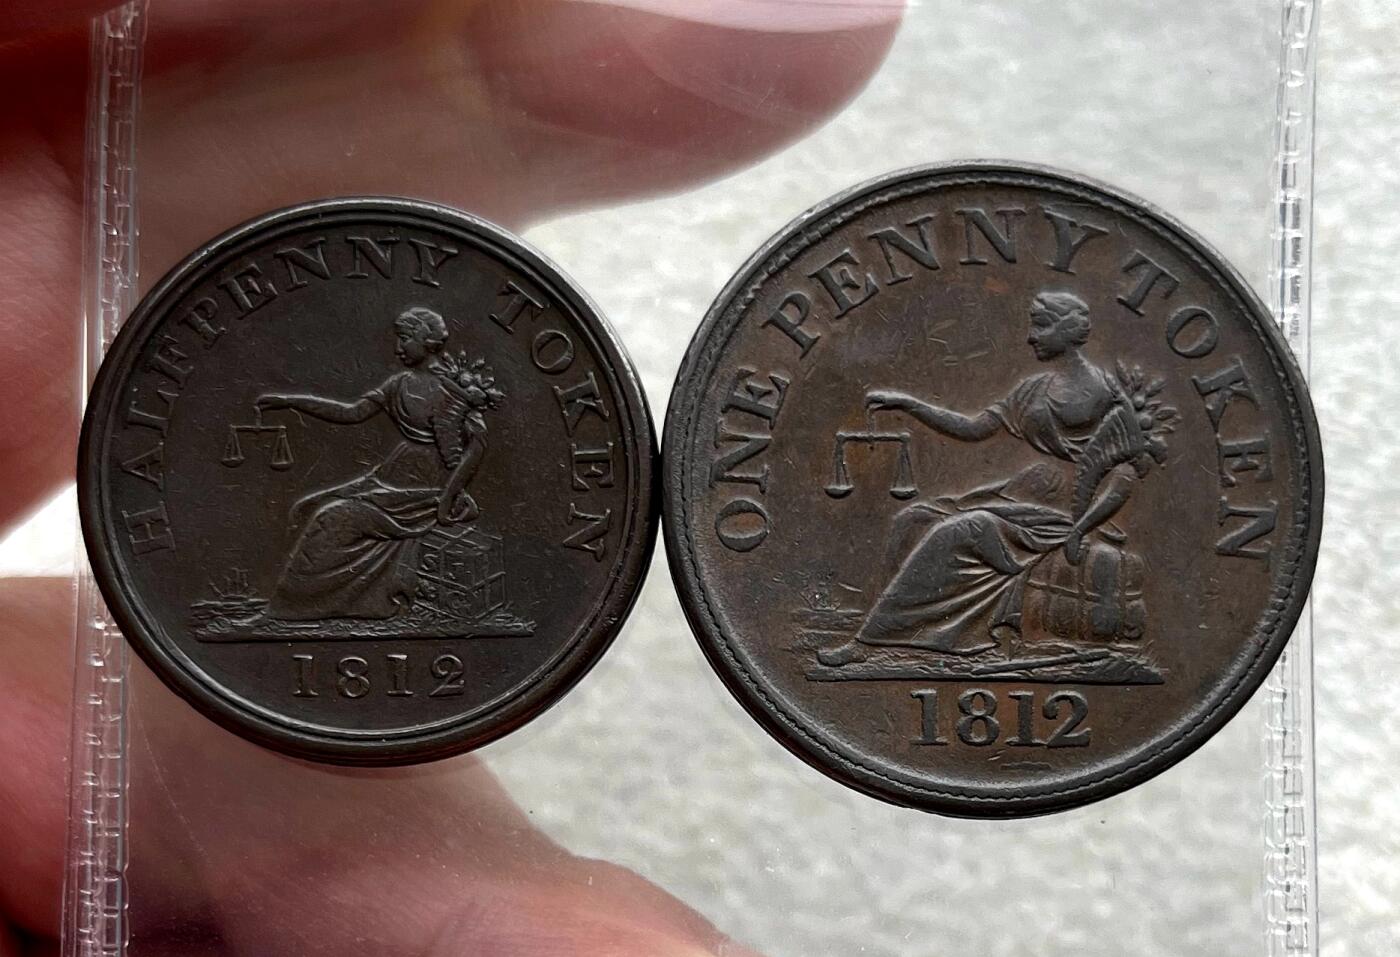 HALFPENNY TOKEN
1812
ONE PENNY TOKEN
1812